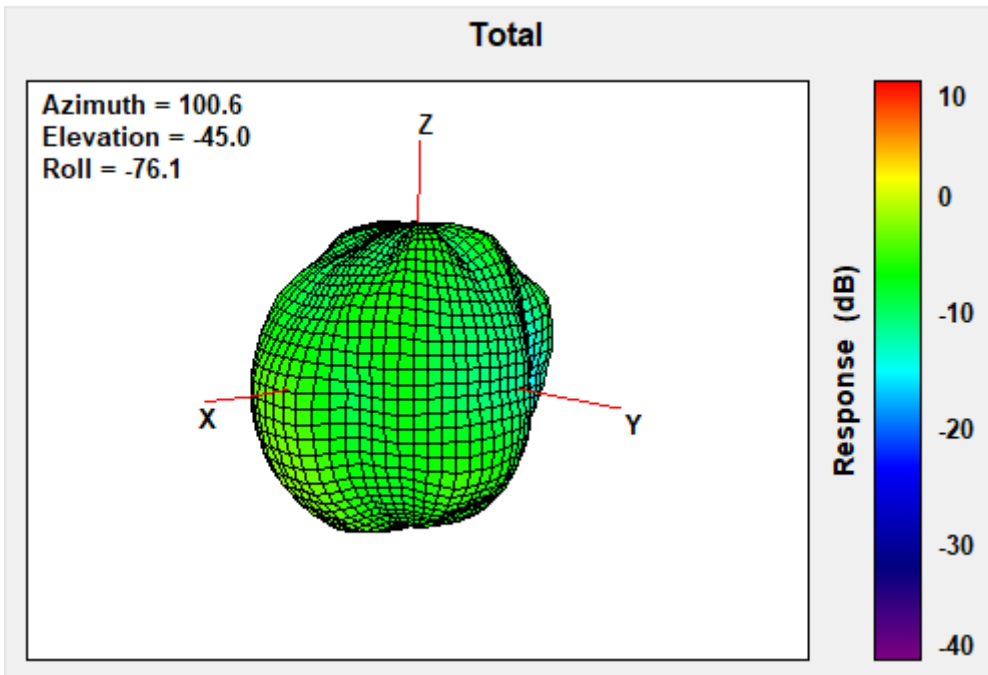 Total
Azimuth = 100.6
Elevation = -45.0
Roll = -76.1
Z
X
Y
10
0
-10
-20
-30
-40
Response (dB)